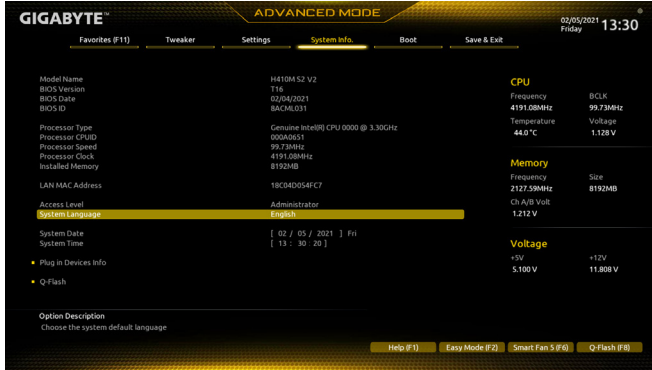 GIGABYTE™
ADVANCED MODE
02/05/2021 Friday 13:30
Favorites (F11) Tweaker Settings System Info. Boot Save & Exit
Model Name H410M S2 V2
BIOS Version T16
BIOS Date 02/04/2021
BIOS ID 8ACML031
Processor Type Genuine Intel(R) CPU 0000 @ 3.30GHz
Processor CPUID 000A0651
Processor Speed 99.73MHz
Processor Clock 4191.08MHz
Installed Memory 8192MB
LAN MAC Address 18C04D054FC7
Access Level Administrator
System Language English
System Date [ 02 / 05 / 2021 ] Fri
System Time [ 13 : 30 : 20 ]
Plug in Devices Info
Q-Flash
CPU
Frequency BCLK
4191.08MHz 99.73MHz
Temperature Voltage
44.0 °C 1.128 V
Memory
Frequency Size
2127.59MHz 8192MB
Ch A/B Volt
1.212 V
Voltage
+5V +12V
5.100 V 11.808 V
Option Description
Choose the system default language
Help (F1) Easy Mode (F2) Smart Fan 5 (F6) Q-Flash (F8)